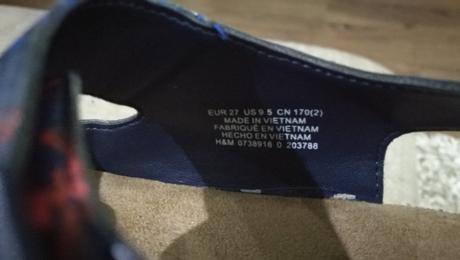 EUR 27 US 9.5 CN 170(2)
MADE IN VIETNAM
FABRIQUÉ EN VIETNAM
HECHO EN VIETNAM
H&M 0738916 0 203788